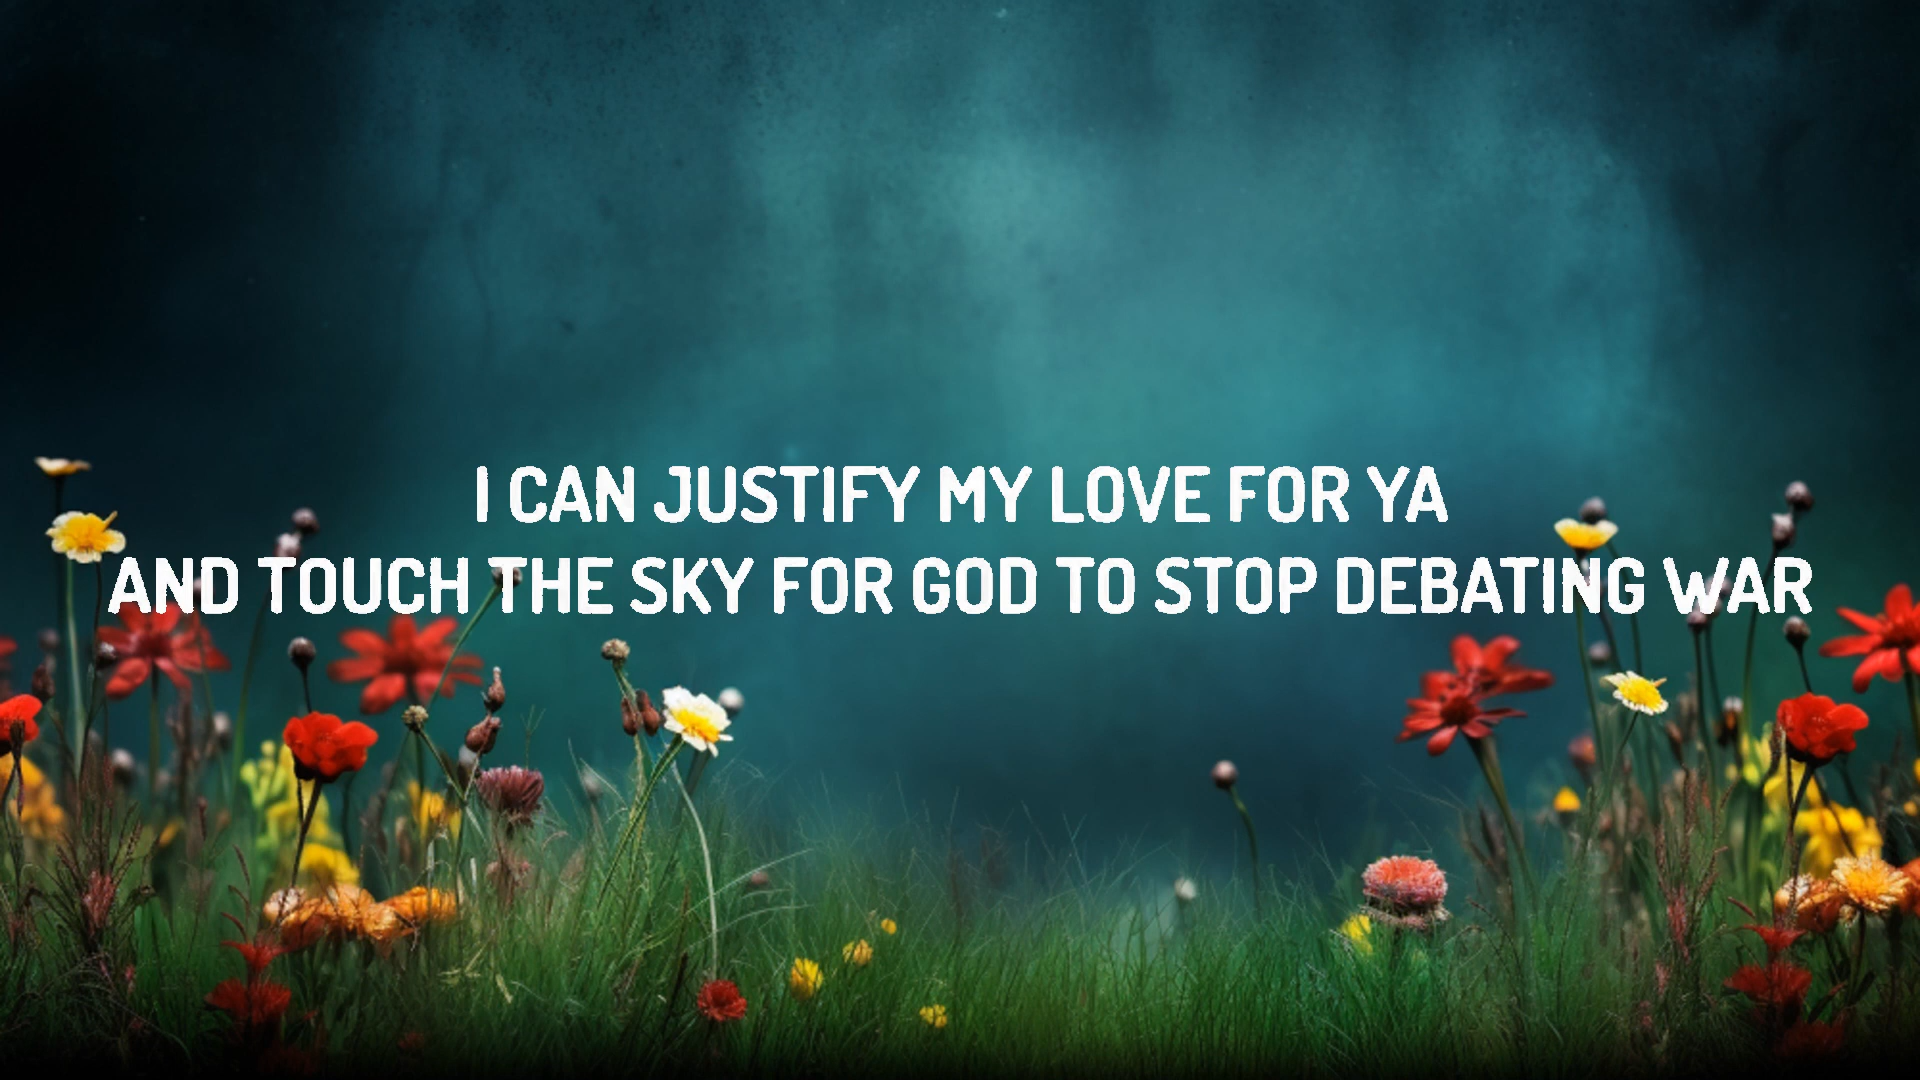 I CAN JUSTIFY MY LOVE FOR YA
AND TOUCH THE SKY FOR GOD TO STOP DEBATING WAR